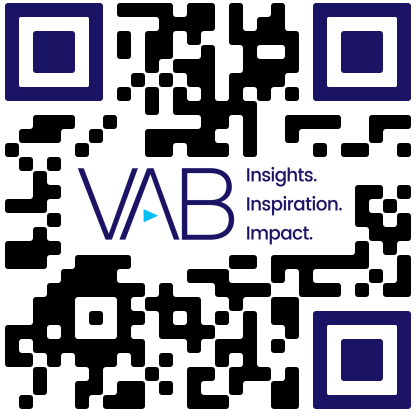 VAB
Insights.
Inspiration.
Impact.